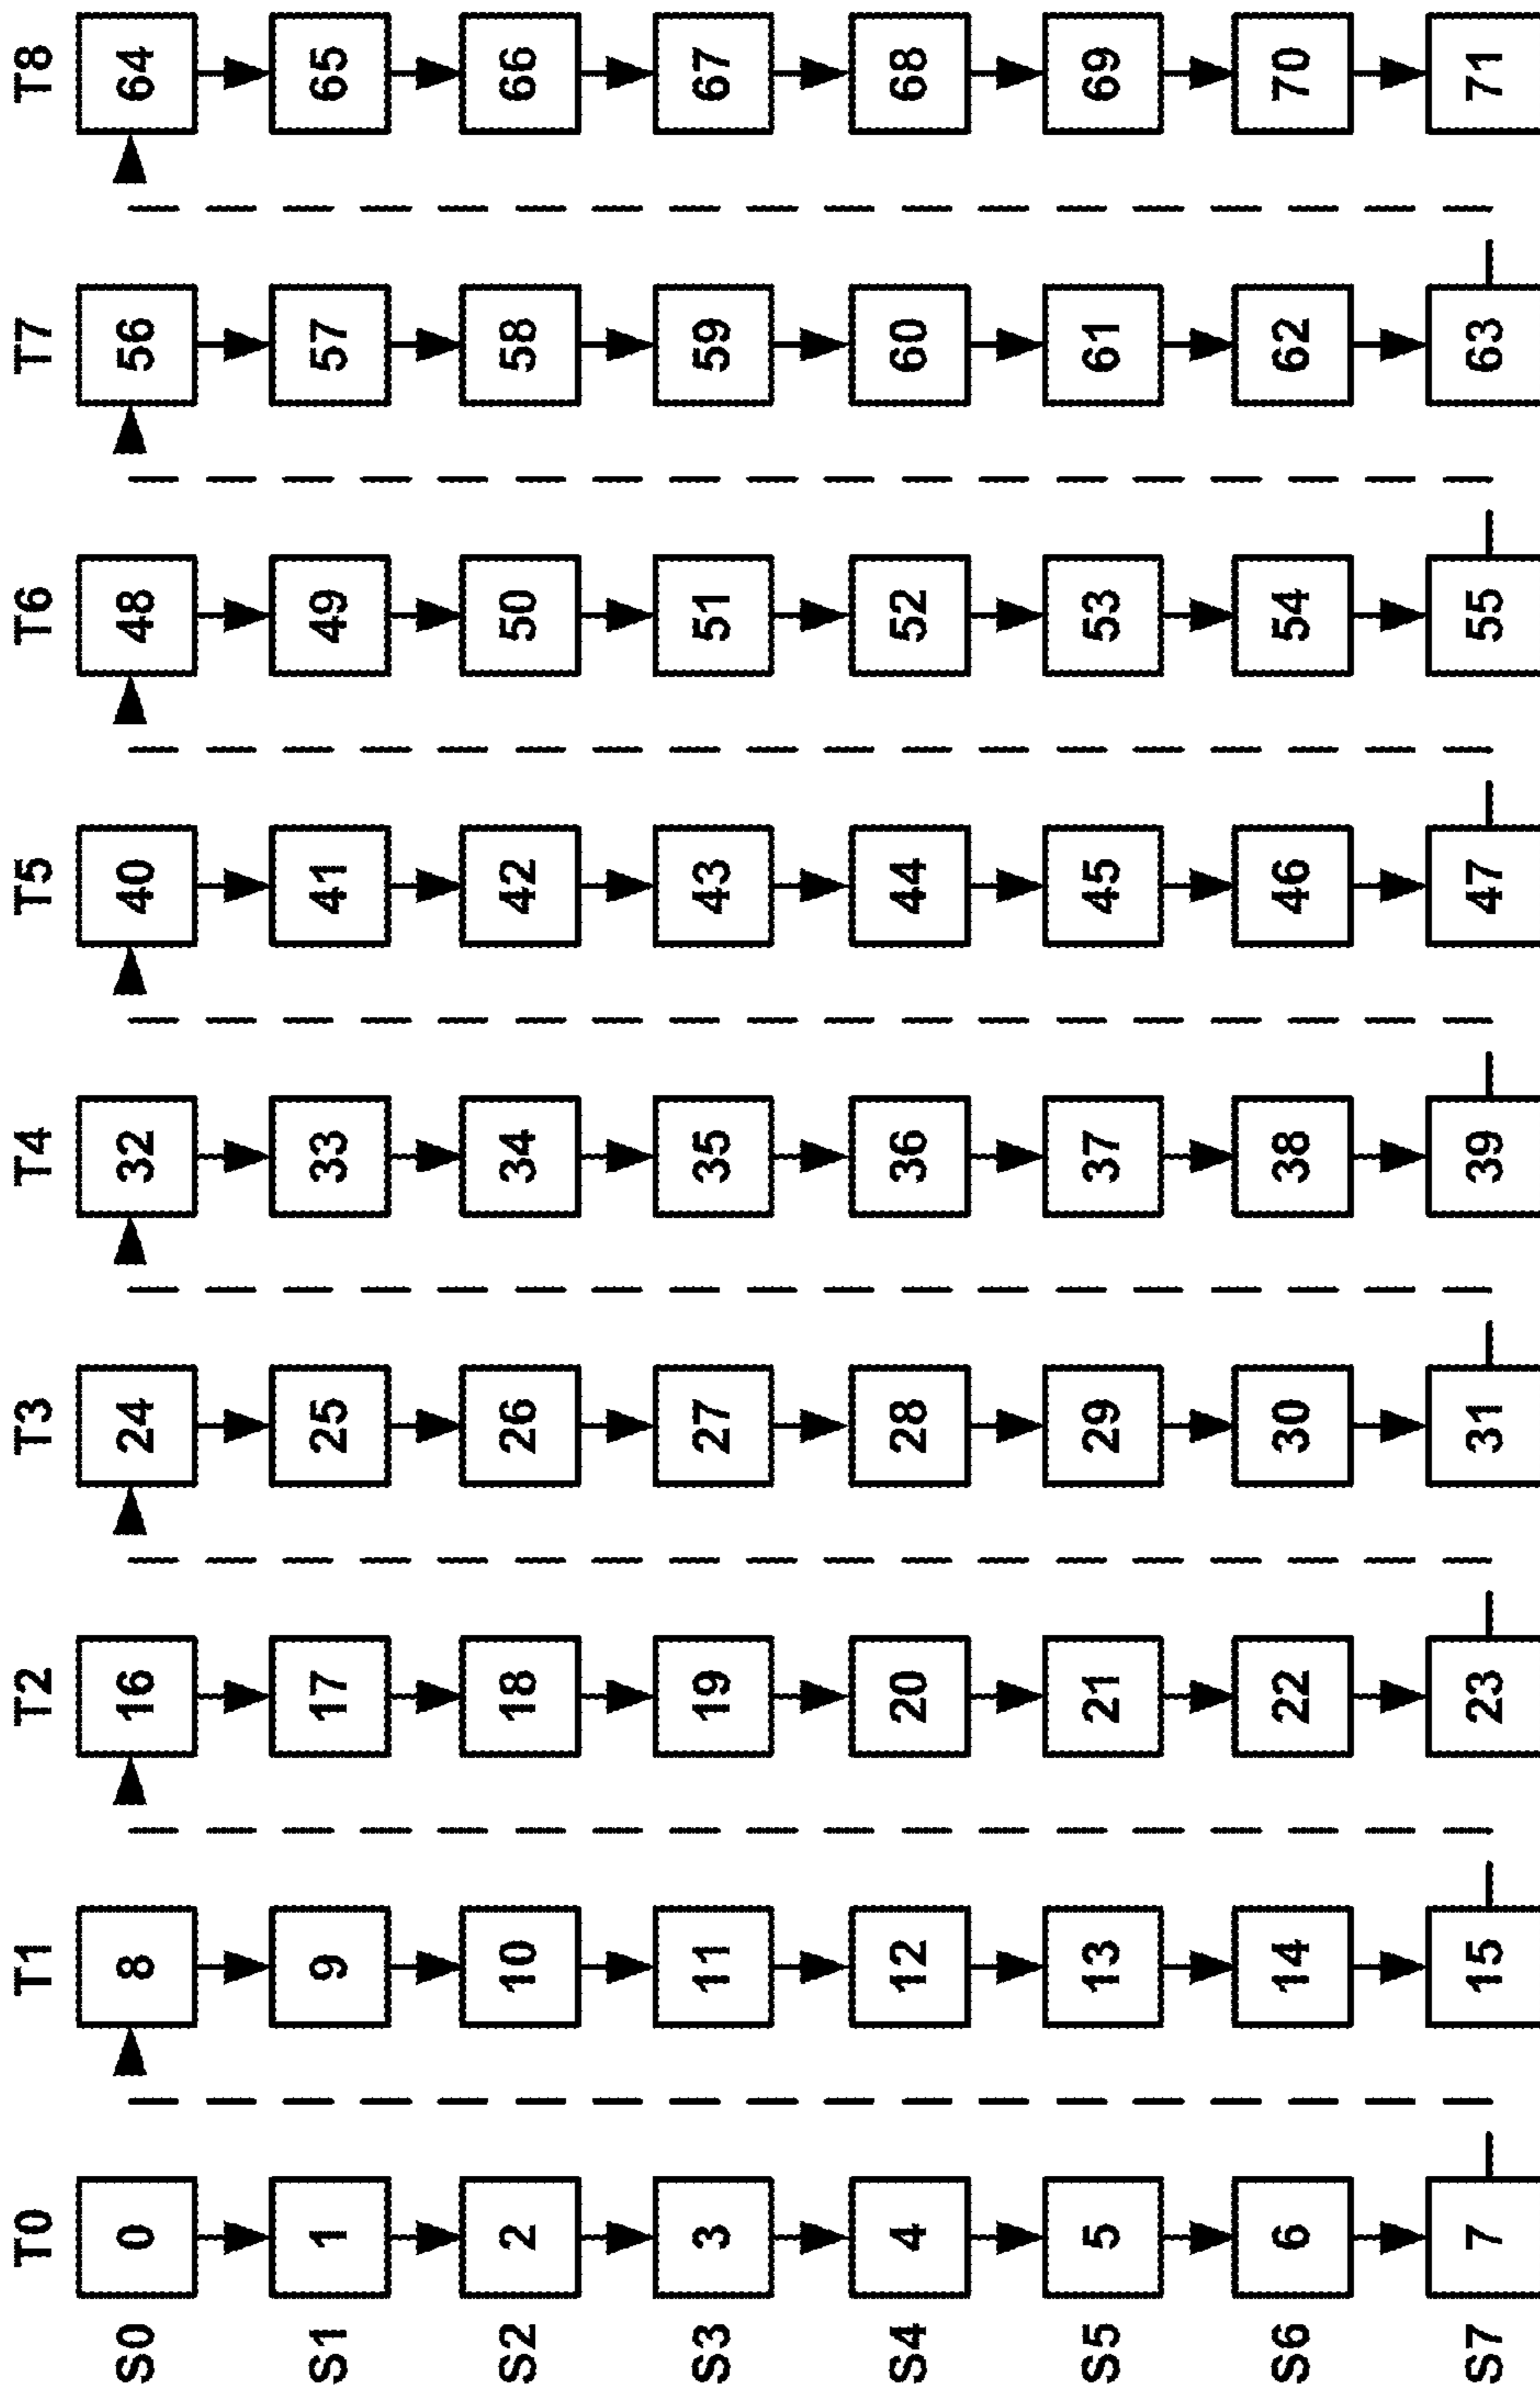 T0 T1 T2 T3 T4 T5 T6 T7 T8
S0 0 8 16 24 32 40 48 56 64
S1 1 9 17 25 33 41 49 57 65
S2 2 10 18 26 34 42 50 58 66
S3 3 11 19 27 35 43 51 59 67
S4 4 12 20 28 36 44 52 60 68
S5 5 13 21 29 37 45 53 61 69
S6 6 14 22 30 38 46 54 62 70
S7 7 15 23 31 39 47 55 63 71